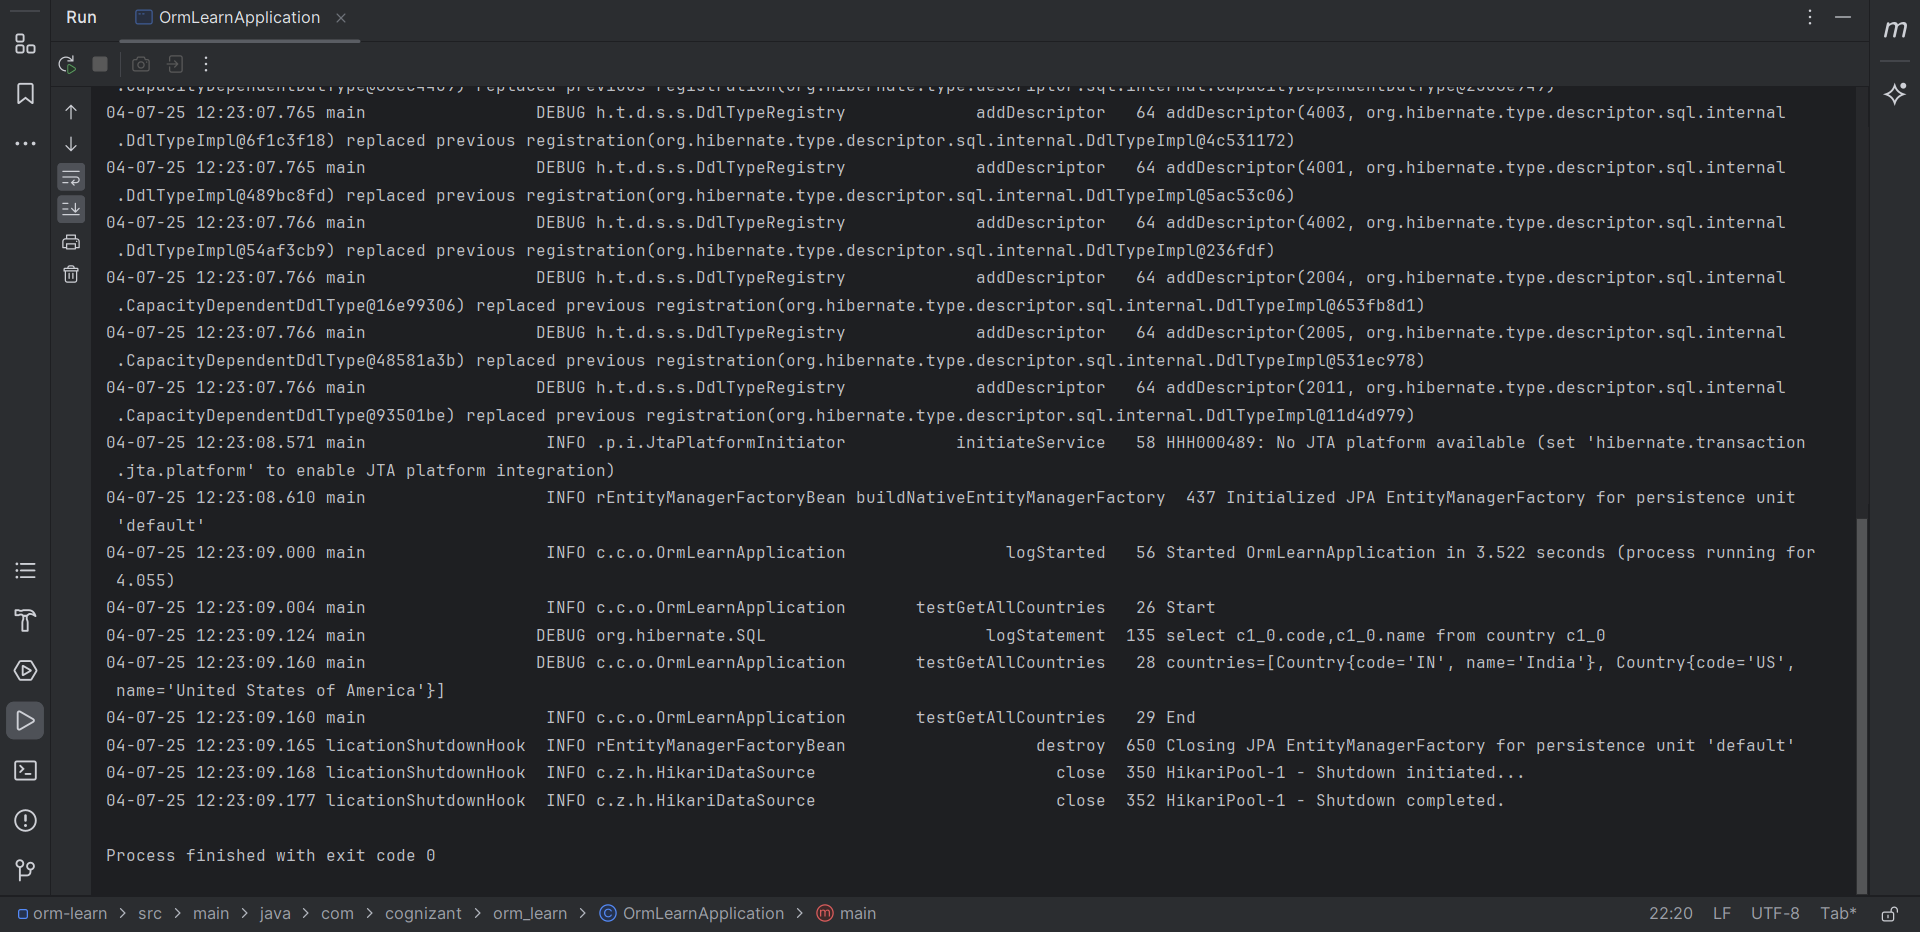 Run OrmLearnApplication
04-07-25 12:23:07.765 main DEBUG h.t.d.s.s.DdlTypeRegistry addDescriptor 64 addDescriptor(4003, org.hibernate.type.descriptor.sql.internal
.DdlTypeImpl@6f1c3f18) replaced previous registration(org.hibernate.type.descriptor.sql.internal.DdlTypeImpl@4c531172)
04-07-25 12:23:07.765 main DEBUG h.t.d.s.s.DdlTypeRegistry addDescriptor 64 addDescriptor(4001, org.hibernate.type.descriptor.sql.internal
.DdlTypeImpl@489bc8fd) replaced previous registration(org.hibernate.type.descriptor.sql.internal.DdlTypeImpl@5ac53c06)
04-07-25 12:23:07.766 main DEBUG h.t.d.s.s.DdlTypeRegistry addDescriptor 64 addDescriptor(4002, org.hibernate.type.descriptor.sql.internal
.DdlTypeImpl@54af3cb9) replaced previous registration(org.hibernate.type.descriptor.sql.internal.DdlTypeImpl@236fdf)
04-07-25 12:23:07.766 main DEBUG h.t.d.s.s.DdlTypeRegistry addDescriptor 64 addDescriptor(2004, org.hibernate.type.descriptor.sql.internal
.CapacityDependentDdlType@16e99306) replaced previous registration(org.hibernate.type.descriptor.sql.internal.DdlTypeImpl@653fb8d1)
04-07-25 12:23:07.766 main DEBUG h.t.d.s.s.DdlTypeRegistry addDescriptor 64 addDescriptor(2005, org.hibernate.type.descriptor.sql.internal
.CapacityDependentDdlType@48581a3b) replaced previous registration(org.hibernate.type.descriptor.sql.internal.DdlTypeImpl@531ec978)
04-07-25 12:23:07.766 main DEBUG h.t.d.s.s.DdlTypeRegistry addDescriptor 64 addDescriptor(2011, org.hibernate.type.descriptor.sql.internal
.CapacityDependentDdlType@93501be) replaced previous registration(org.hibernate.type.descriptor.sql.internal.DdlTypeImpl@11d4d979)
04-07-25 12:23:08.571 main INFO .p.i.JtaPlatformInitiator initiateService 58 HHH000489: No JTA platform available (set 'hibernate.transaction
.jta.platform' to enable JTA platform integration)
04-07-25 12:23:08.610 main INFO rEntityManagerFactoryBean buildNativeEntityManagerFactory 437 Initialized JPA EntityManagerFactory for persistence unit
'default'
04-07-25 12:23:09.000 main INFO c.c.o.OrmLearnApplication logStarted 56 Started OrmLearnApplication in 3.522 seconds (process running for
4.055)
04-07-25 12:23:09.004 main INFO c.c.o.OrmLearnApplication testGetAllCountries 26 Start
04-07-25 12:23:09.124 main DEBUG org.hibernate.SQL logStatement 135 select c1_0.code,c1_0.name from country c1_0
04-07-25 12:23:09.160 main DEBUG c.c.o.OrmLearnApplication testGetAllCountries 28 countries=[Country{code='IN', name='India'}, Country{code='US',
name='United States of America'}]
04-07-25 12:23:09.160 main INFO c.c.o.OrmLearnApplication testGetAllCountries 29 End
04-07-25 12:23:09.165 licationShutdownHook INFO rEntityManagerFactoryBean destroy 650 Closing JPA EntityManagerFactory for persistence unit 'default'
04-07-25 12:23:09.168 licationShutdownHook INFO c.z.h.HikariDataSource close 350 HikariPool-1 - Shutdown initiated...
04-07-25 12:23:09.177 licationShutdownHook INFO c.z.h.HikariDataSource close 352 HikariPool-1 - Shutdown completed.
Process finished with exit code 0
orm-learn > src > main > java > com > cognizant > orm_learn > OrmLearnApplication > main 22:20 LF UTF-8 Tab*